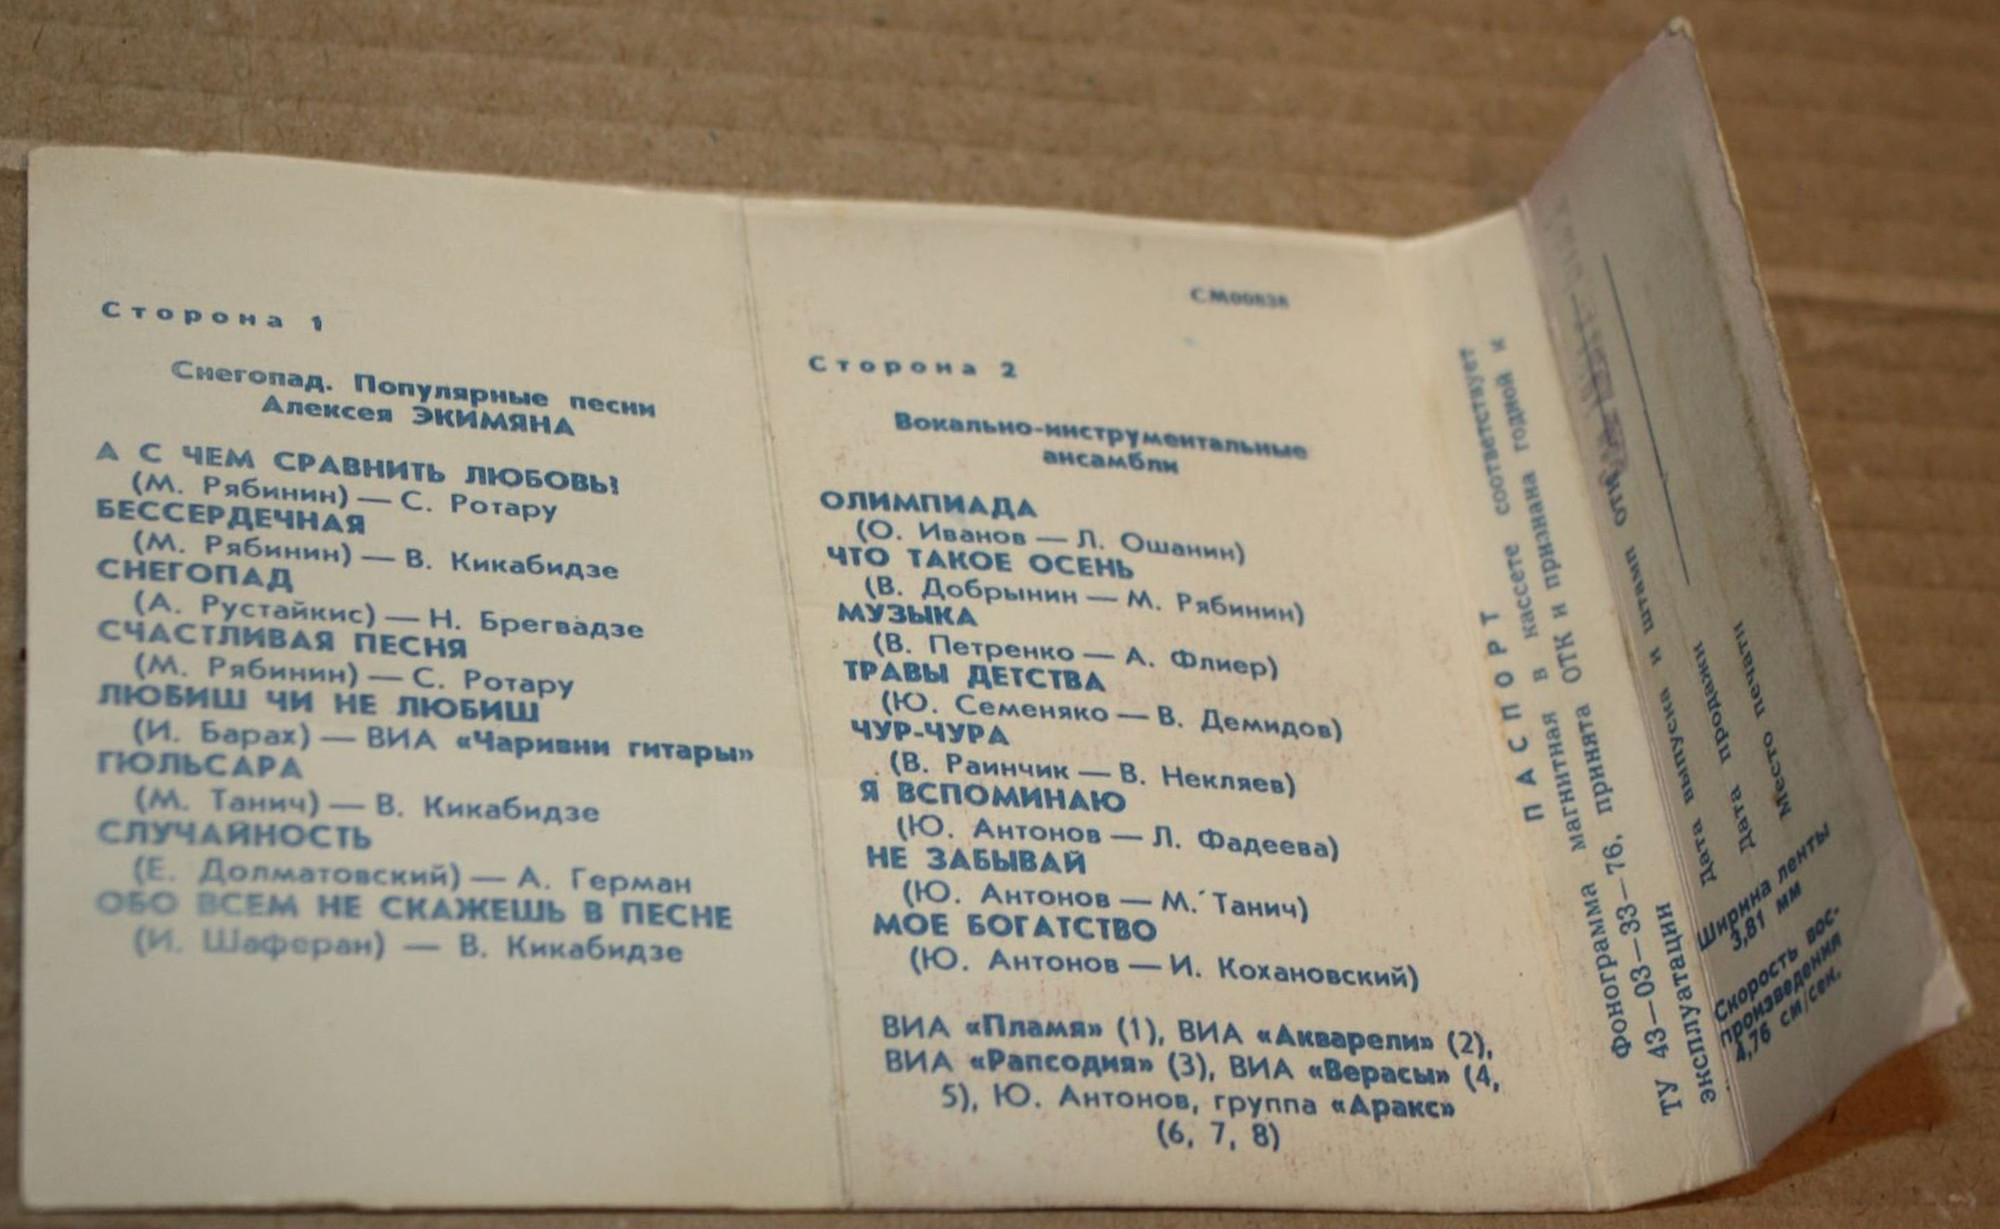 Сторона 1
Снегопад. Популярные песни
Алексея ЭКИМЯНА
А С ЧЕМ СРАВНИТЬ ЛЮБОВЬ?
(М. Рябинин) — С. Ротару
БЕССЕРДЕЧНАЯ
(М. Рябинин) — В. Кикабидзе
СНЕГОПАД
(А. Рустайкис) — Н. Брегвадзе
СЧАСТЛИВАЯ ПЕСНЯ
(М. Рябинин) — С. Ротару
ЛЮБИШ ЧИ НЕ ЛЮБИШ
(И. Барах) — ВИА «Чаривни гитары»
ГЮЛЬСАРА
(М. Танич) — В. Кикабидзе
СЛУЧАЙНОСТЬ
(Е. Долматовский) — А. Герман
ОБО ВСЕМ НЕ СКАЖЕШЬ В ПЕСНЕ
(И. Шаферан) — В. Кикабидзе
СМ00838
Сторона 2
Вокально-инструментальные
ансамбли
ОЛИМПИАДА
(О. Иванов — Л. Ошанин)
ЧТО ТАКОЕ ОСЕНЬ
(В. Добрынин — М. Рябинин)
МУЗЫКА
(В. Петренко — А. Флиер)
ТРАВЫ ДЕТСТВА
(Ю. Семеняко — В. Демидов)
ЧУР-ЧУРА
(В. Раинчик — В. Некляев)
Я ВСПОМИНАЮ
(Ю. Антонов — Л. Фадеева)
НЕ ЗАБЫВАЙ
(Ю. Антонов — М. Танич)
МОЕ БОГАТСТВО
(Ю. Антонов — И. Кохановский)
ВИА «Пламя» (1), ВИА «Акварели» (2),
ВИА «Рапсодия» (3), ВИА «Верасы» (4,
5), Ю. Антонов, группа «Аракс»
(6, 7, 8)
ПАСПОРТ
Фонограмма магнитная в кассете соответствует
ТУ 43—03—33—76, принята ОТК и признана годной к
эксплуатации
Дата выпуска и штамп ОТК
Дата продажи
Место печати
Ширина ленты
3,81 мм
Скорость вос-
произведения
4,76 см/сек.